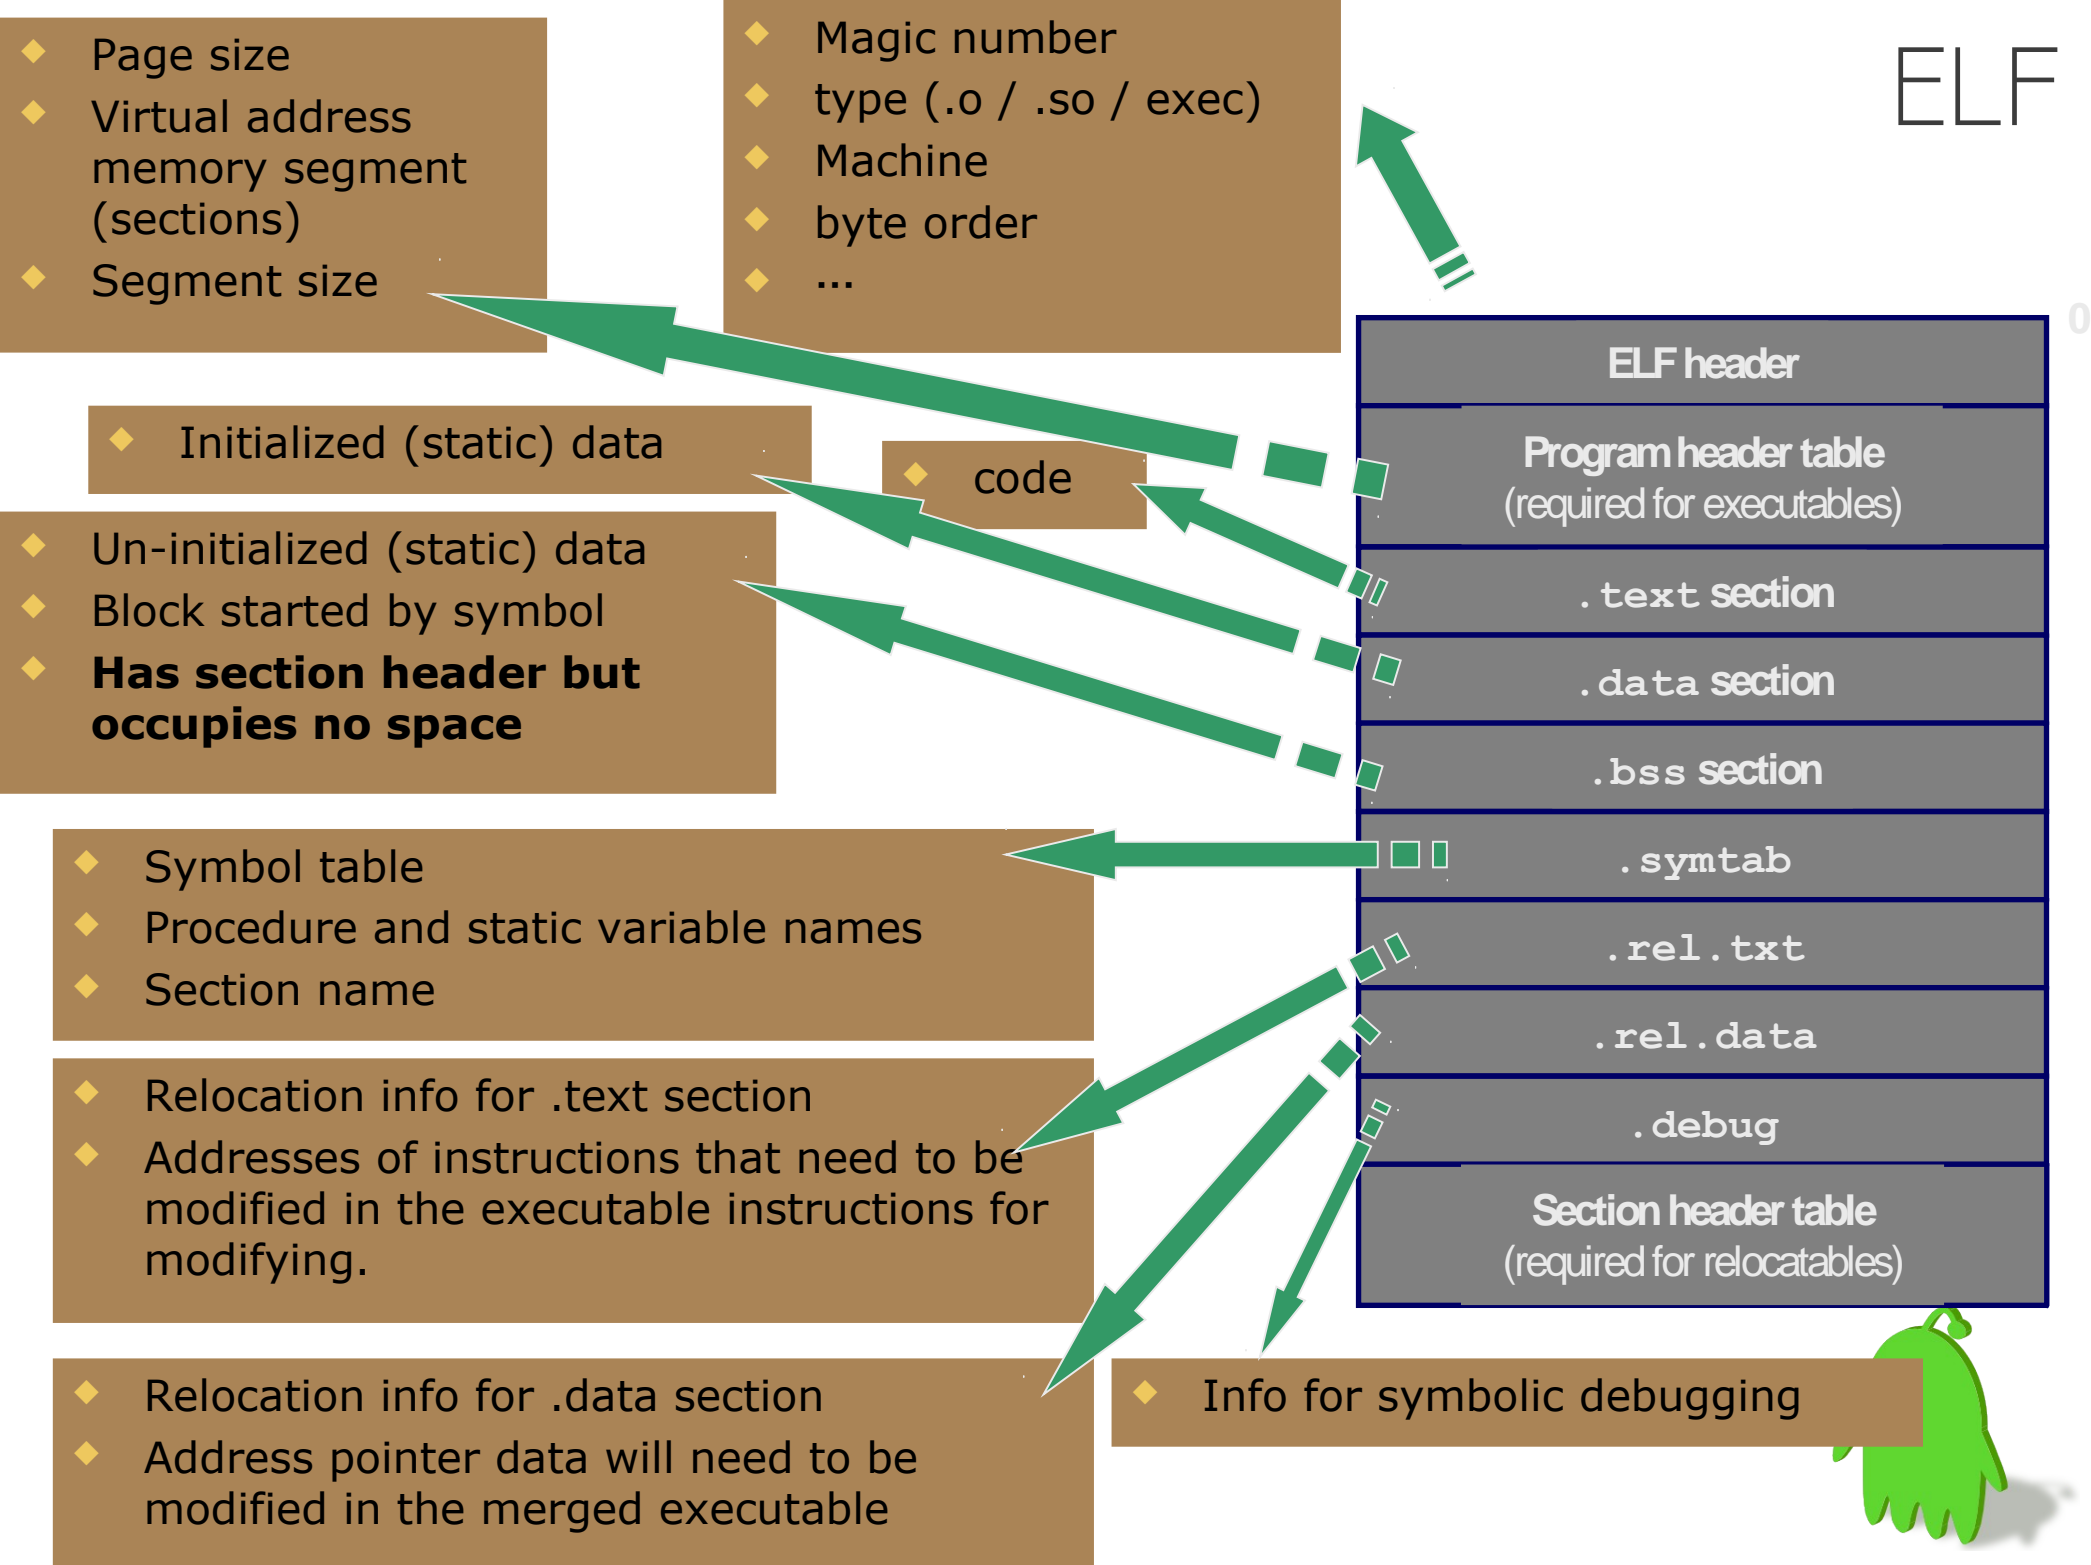 ELF
Page size
Virtual address
memory segment
(sections)
Segment size
Magic number
type (.o / .so / exec)
Machine
byte order
...
Initialized (static) data
code
Un-initialized (static) data
Block started by symbol
Has section header but
occupies no space
Symbol table
Procedure and static variable names
Section name
Relocation info for .text section
Addresses of instructions that need to be
modified in the executable instructions for
modifying.
Relocation info for .data section
Address pointer data will need to be
modified in the merged executable
Info for symbolic debugging
0
ELF header
Program header table
(required for executables)
.text section
.data section
.bss section
.symtab
.rel.txt
.rel.data
.debug
Section header table
(required for relocatables)